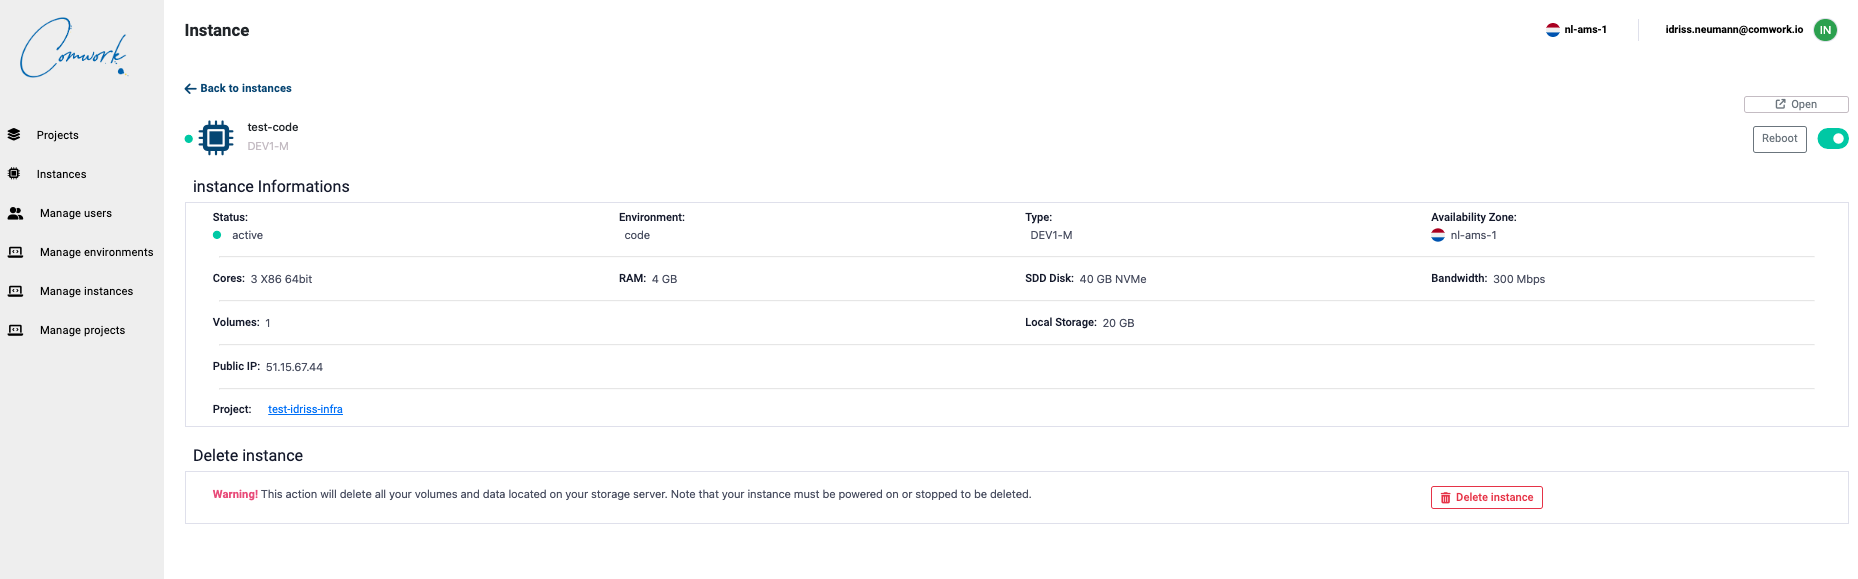 Comwork
Instance
nl-ams-1
idriss.neumann@comwork.io
IN
Projects
Instances
Manage users
Manage environments
Manage instances
Manage projects
Back to instances
Open
test-code
DEV1-M
Reboot
instance Informations
Status: Environment: Type: Availability Zone:
active code DEV1-M nl-ams-1
Cores: 3 X86 64bit RAM: 4 GB SDD Disk: 40 GB NVMe Bandwidth: 300 Mbps
Volumes: 1 Local Storage: 20 GB
Public IP: 51.15.67.44
Project: test-idriss-infra
Delete instance
Warning! This action will delete all your volumes and data located on your storage server. Note that your instance must be powered on or stopped to be deleted.
Delete instance